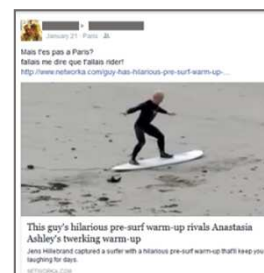 January 21 · Paris
Mais t'es pas a Paris?
fallais me dire que t'allais rider!
http://www.networka.com/guy-has-hilarious-pre-surf-warm-up-...
This guy's hilarious pre-surf warm-up rivals Anastasia
Ashley's twerking warm-up
Jens Hillebrand captured a surfer with a hilarious pre-surf warm-up that'll keep you
laughing for days.
NETWORKA.COM